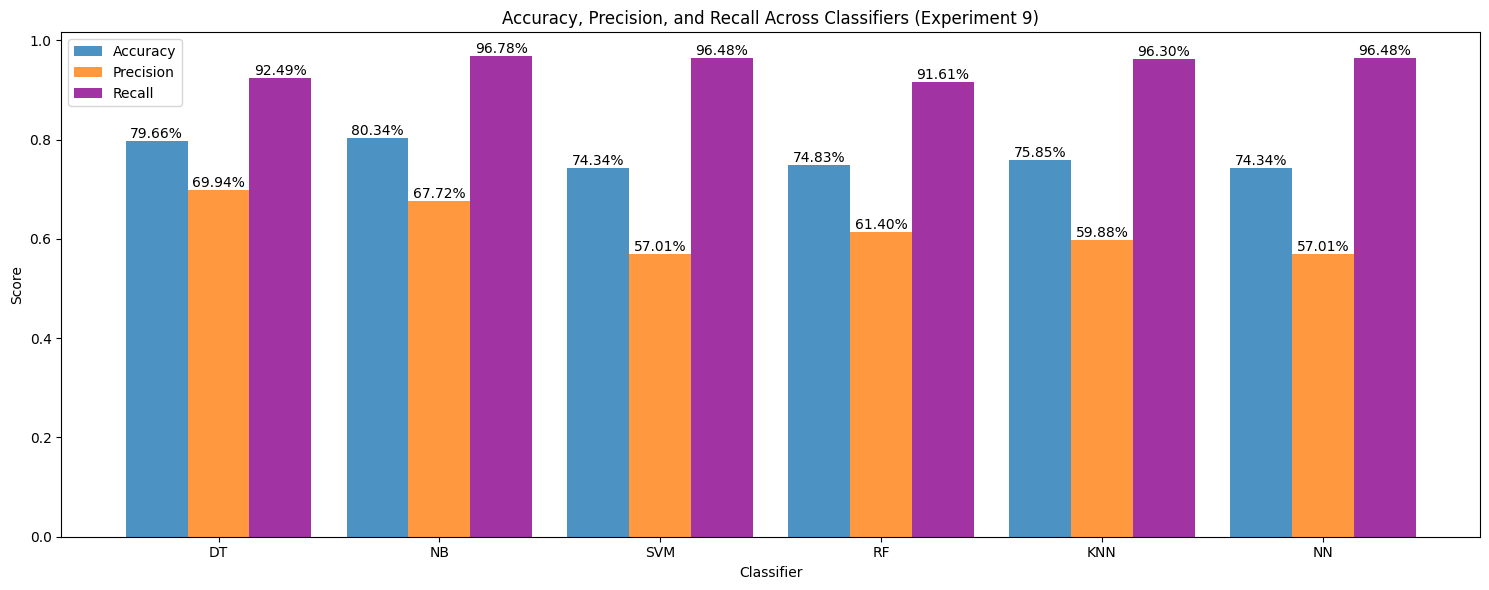 Accuracy, Precision, and Recall Across Classifiers (Experiment 9)
Accuracy
Precision
Recall
1.0
0.8
0.6
0.4
0.2
0.0
Score
79.66%
69.94%
92.49%
80.34%
67.72%
96.78%
74.34%
57.01%
96.48%
74.83%
61.40%
91.61%
75.85%
59.88%
96.30%
74.34%
57.01%
96.48%
DT
NB
SVM
RF
KNN
NN
Classifier